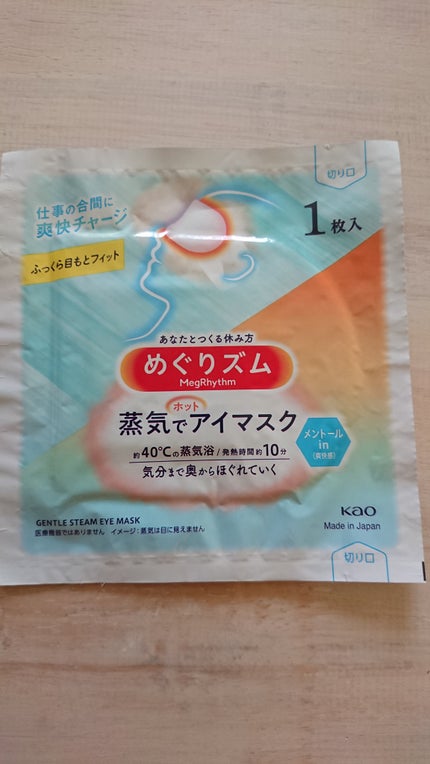 切り口
仕事の合間に
爽快チャージ
1枚入
ふっくら目もとフィット
あなたとつくる休み方
めぐりズム
MegRhythm
ホット
蒸気でアイマスク
約40℃の蒸気浴/発熱時間約10分
気分まで奥からほぐれていく
メントール
in
(爽快感)
Kao
Made in Japan
GENTLE STEAM EYE MASK
医療機器ではありません イメージ:蒸気は目に見えません
切り口